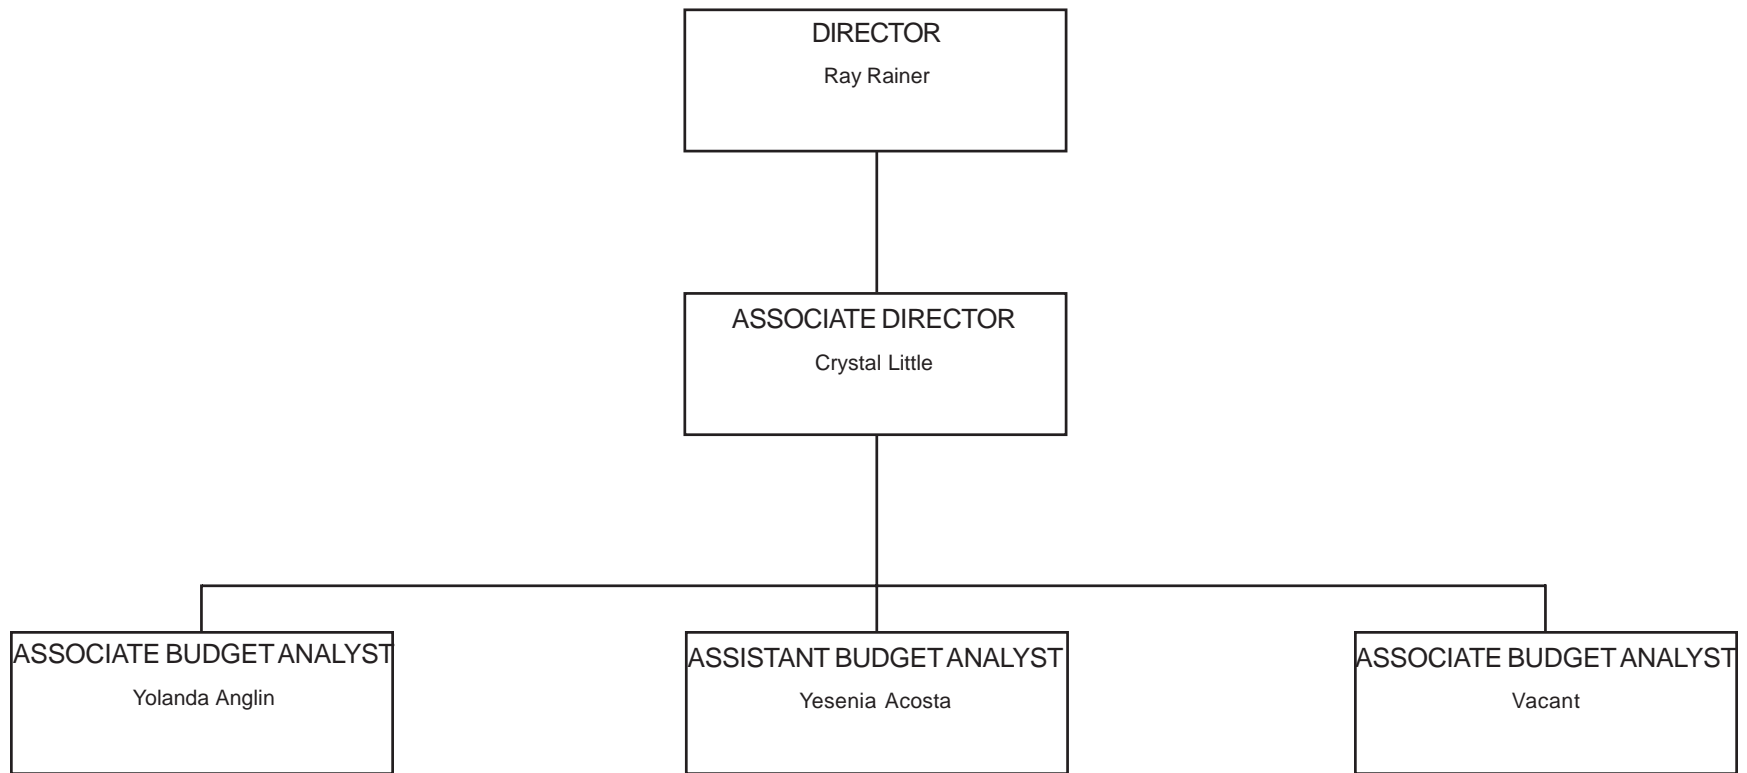 DIRECTOR
Ray Rainer
ASSOCIATE DIRECTOR
Crystal Little
ASSOCIATE BUDGET ANALYST
Yolanda Anglin
ASSISTANT BUDGET ANALYST
Yesenia Acosta
ASSOCIATE BUDGET ANALYST
Vacant